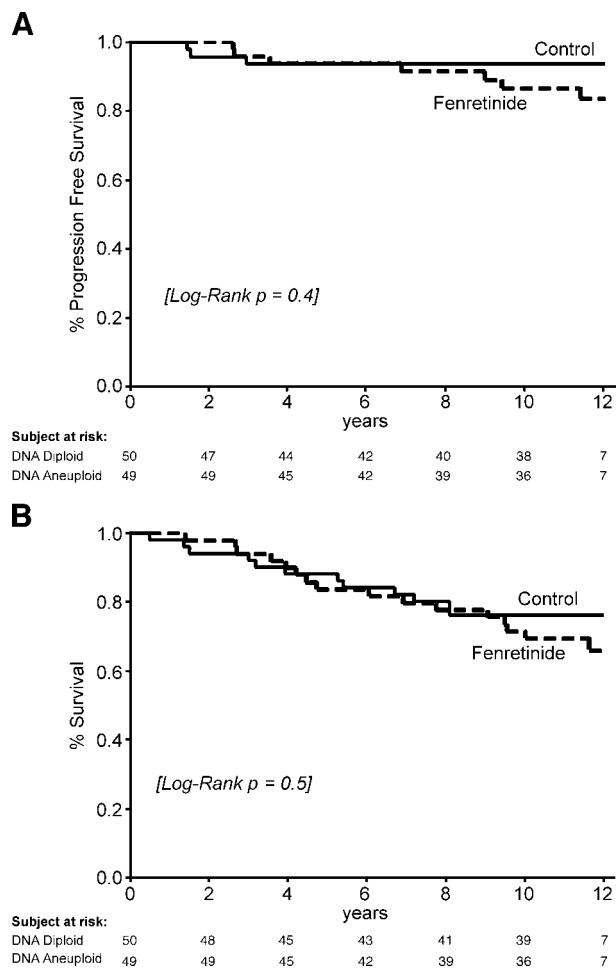 A
% Progression Free Survival
1.0
0.8
0.6
0.4
0.2
0.0
Control
Fenretinide
[Log-Rank p = 0.4]
0 2 4 6 8 10 12
years
Subject at risk:
DNA Diploid 50 47 44 42 40 38 7
DNA Aneuploid 49 49 45 42 39 36 7
B
% Survival
1.0
0.8
0.6
0.4
0.2
0.0
Control
Fenretinide
[Log-Rank p = 0.5]
0 2 4 6 8 10 12
years
Subject at risk:
DNA Diploid 50 48 45 43 41 39 7
DNA Aneuploid 49 49 45 42 39 36 7